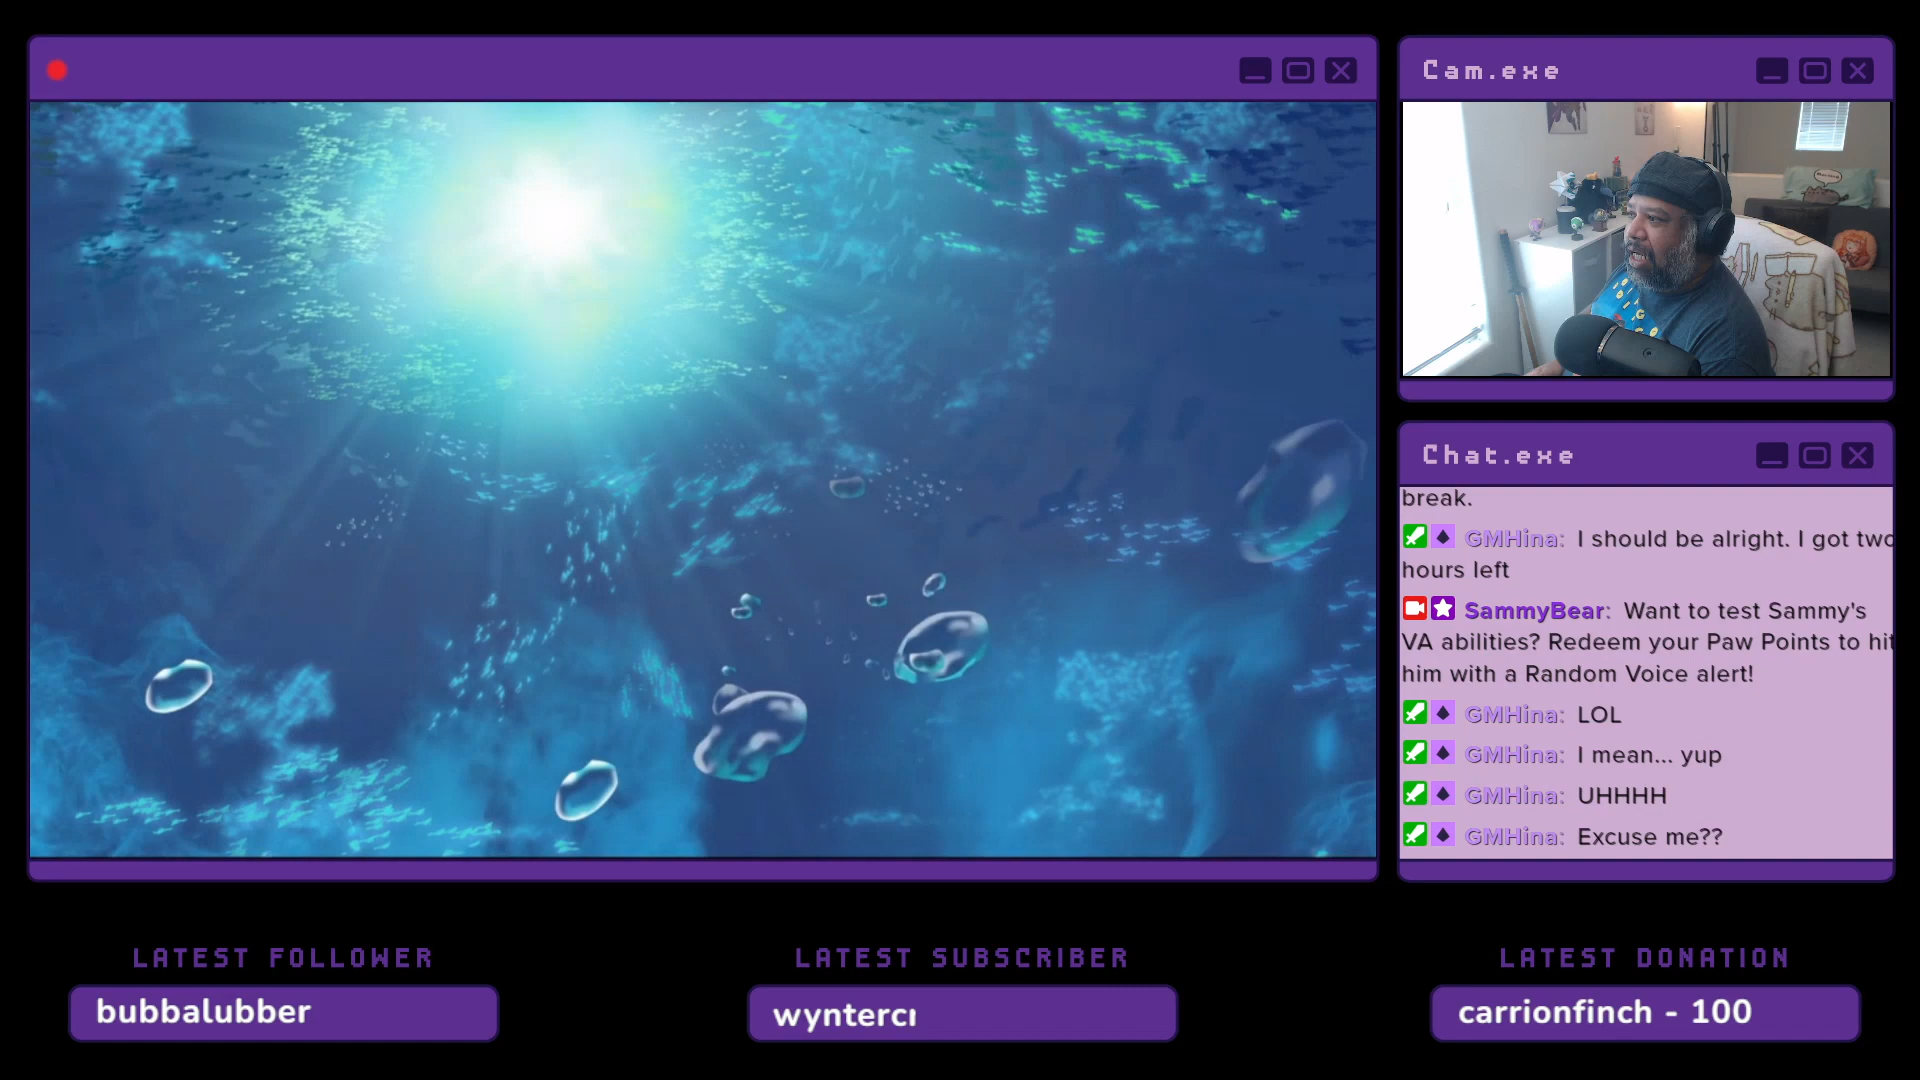 Cam.exe
Chat.exe
break.
GMHina: I should be alright. I got two
hours left
SammyBear: Want to test Sammy's
VA abilities? Redeem your Paw Points to hit
him with a Random Voice alert!
GMHina: LOL
GMHina: I mean... yup
GMHina: UHHHH
GMHina: Excuse me??
LATEST FOLLOWER
LATEST SUBSCRIBER
LATEST DONATION
bubbalubber
carrionfinch - 100